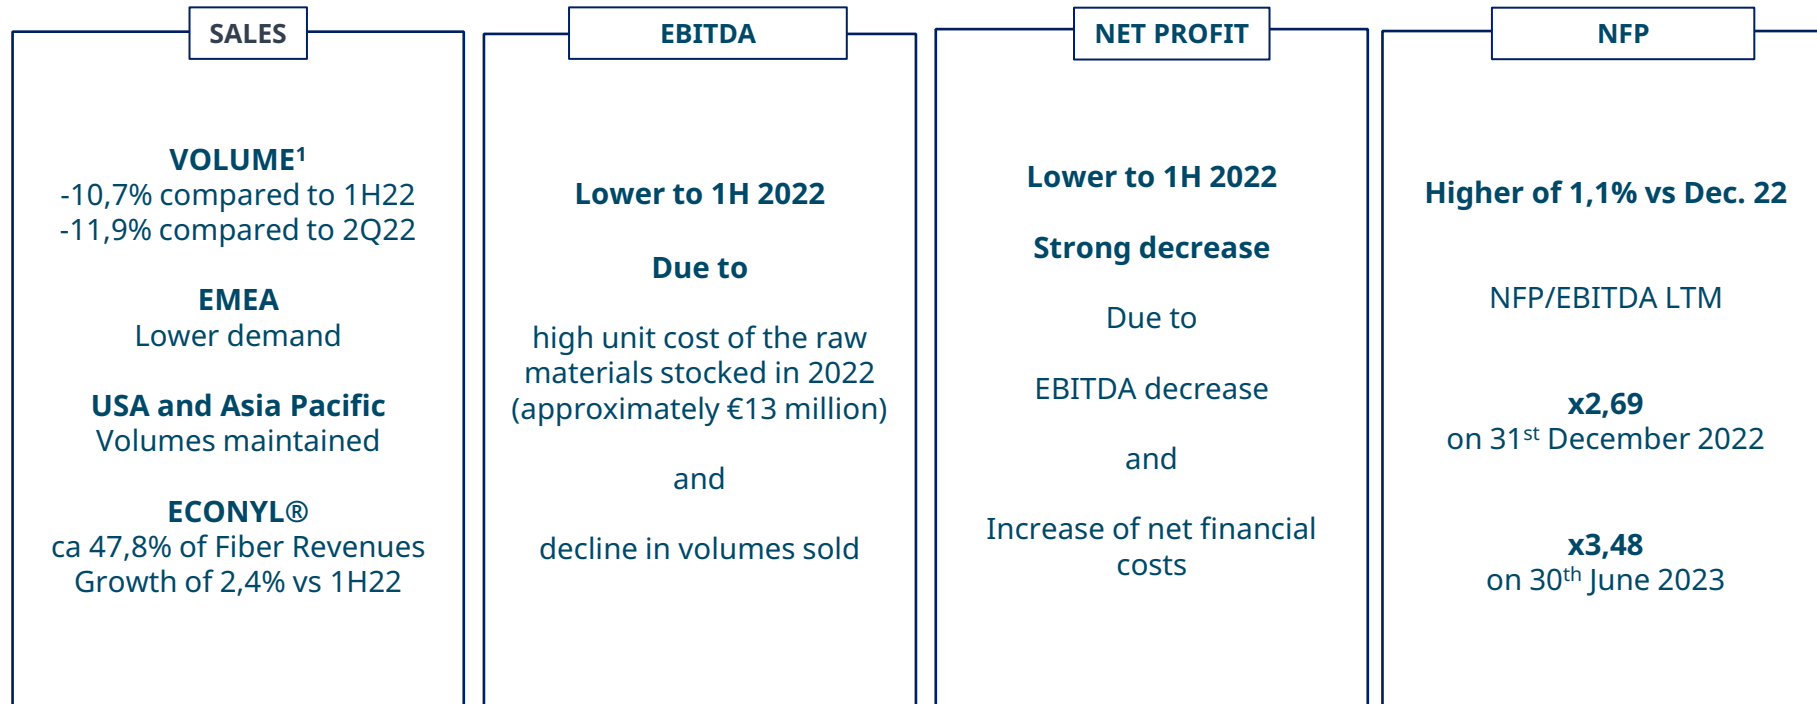 SALES
VOLUME¹
-10,7% compared to 1H22
-11,9% compared to 2Q22
EMEA
Lower demand
USA and Asia Pacific
Volumes maintained
ECONYL®
ca 47,8% of Fiber Revenues
Growth of 2,4% vs 1H22
EBITDA
Lower to 1H 2022
Due to
high unit cost of the raw
materials stocked in 2022
(approximately €13 million)
and
decline in volumes sold
NET PROFIT
Lower to 1H 2022
Strong decrease
Due to
EBITDA decrease
and
Increase of net financial
costs
NFP
Higher of 1,1% vs Dec. 22
NFP/EBITDA LTM
x2,69
on 31st December 2022
x3,48
on 30th June 2023